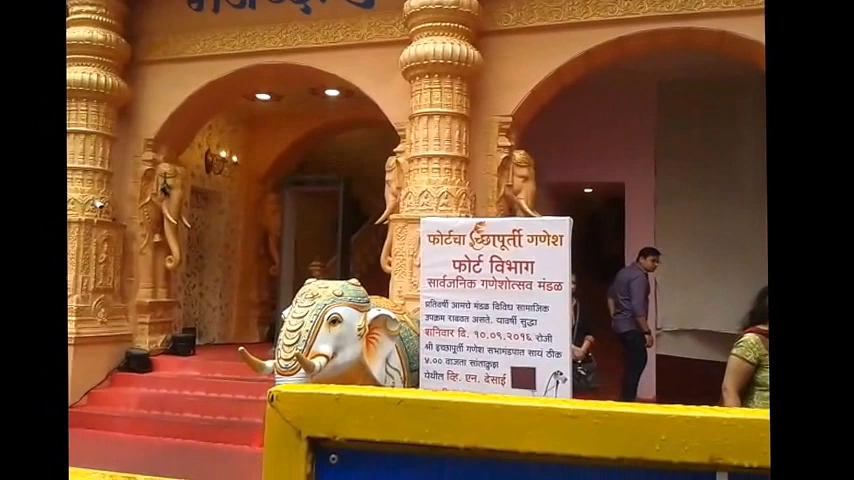 फोर्टचा इच्छापूर्ती गणेश
फोर्ट विभाग
सार्वजनिक गणेशोत्सव मंडळ
प्रतिवर्षी आमचे मंडळ विविध सामाजिक
उपक्रम राबवत असते. यावर्षी सुद्धा
शनिवार दि. १०.०९.२०१६ रोजी
श्री इच्छापूर्ती गणेश सभामंडपात सायं ठीक
४.०० वाजता सांताक्रुझ
येथील व्हि. एन. देसाई